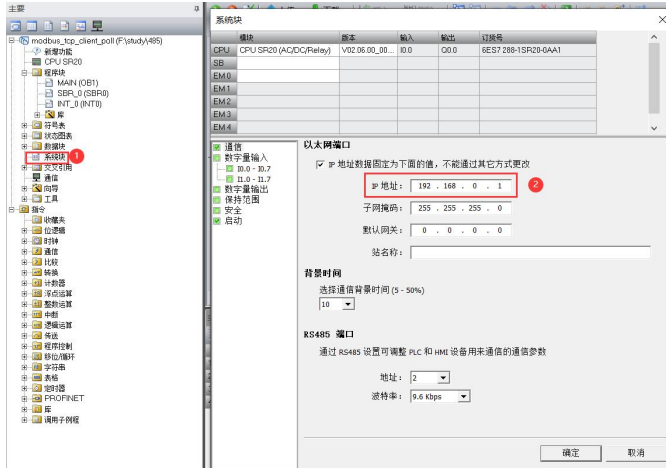 主要
modbus_tcp_client_poll (F:\study\485)
新增功能
CPU SR20
程序块
MAIN (OB1)
SBR_0 (SBR0)
INT_0 (INT0)
库
符号表
状态图表
数据块
系统块
1
交叉引用
通信
向导
工具
指令
收藏夹
位逻辑
时钟
通信
比较
转换
计数器
浮点运算
整数运算
中断
逻辑运算
传送
程序控制
移位/循环
字符串
表格
定时器
PROFINET
库
调用子例程
系统块
模块 版本 输入 输出 订货号
CPU CPU SR20 (AC/DC/Relay) V02.06.00_00... I0.0 Q0.0 6ES7 288-1SR20-0AA1
SB
EM 0
EM 1
EM 2
EM 3
EM 4
通信
数字量输入
I0.0 - I0.7
I1.0 - I1.7
数字量输出
保持范围
安全
启动
以太网端口
IP 地址数据固定为下面的值，不能通过其它方式更改
IP 地址： 192 . 168 . 0 . 1
2
子网掩码： 255 . 255 . 255 . 0
默认网关： 0 . 0 . 0 . 0
站名称：
背景时间
选择通信背景时间 (5 - 50%)
10
RS485 端口
通过 RS485 设置可调整 PLC 和 HMI 设备用来通信的通信参数
地址： 2
波特率： 9.6 Kbps
确定 取消